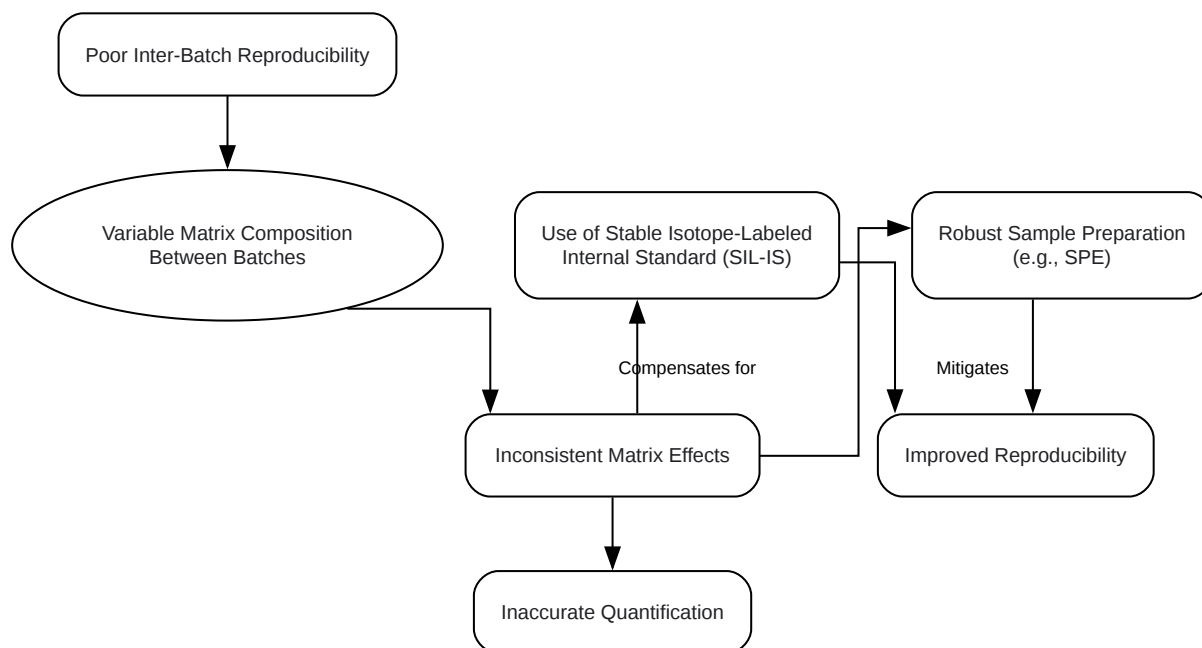 Poor Inter-Batch Reproducibility
Variable Matrix Composition
Between Batches
Use of Stable Isotope-Labeled
Internal Standard (SIL-IS)
Robust Sample Preparation
(e.g., SPE)
Compensates for
Mitigates
Inconsistent Matrix Effects
Improved Reproducibility
Inaccurate Quantification